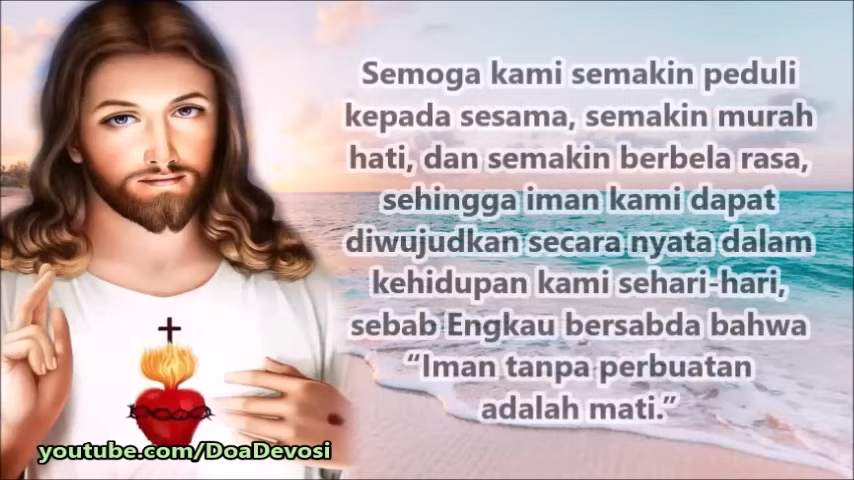 Semoga kami semakin peduli
kepada sesama, semakin murah
hati, dan semakin berbela rasa,
sehingga iman kami dapat
diwujudkan secara nyata dalam
kehidupan kami sehari-hari,
sebab Engkau bersabda bahwa
“Iman tanpa perbuatan
adalah mati.”
youtube.com/DoaDevosi